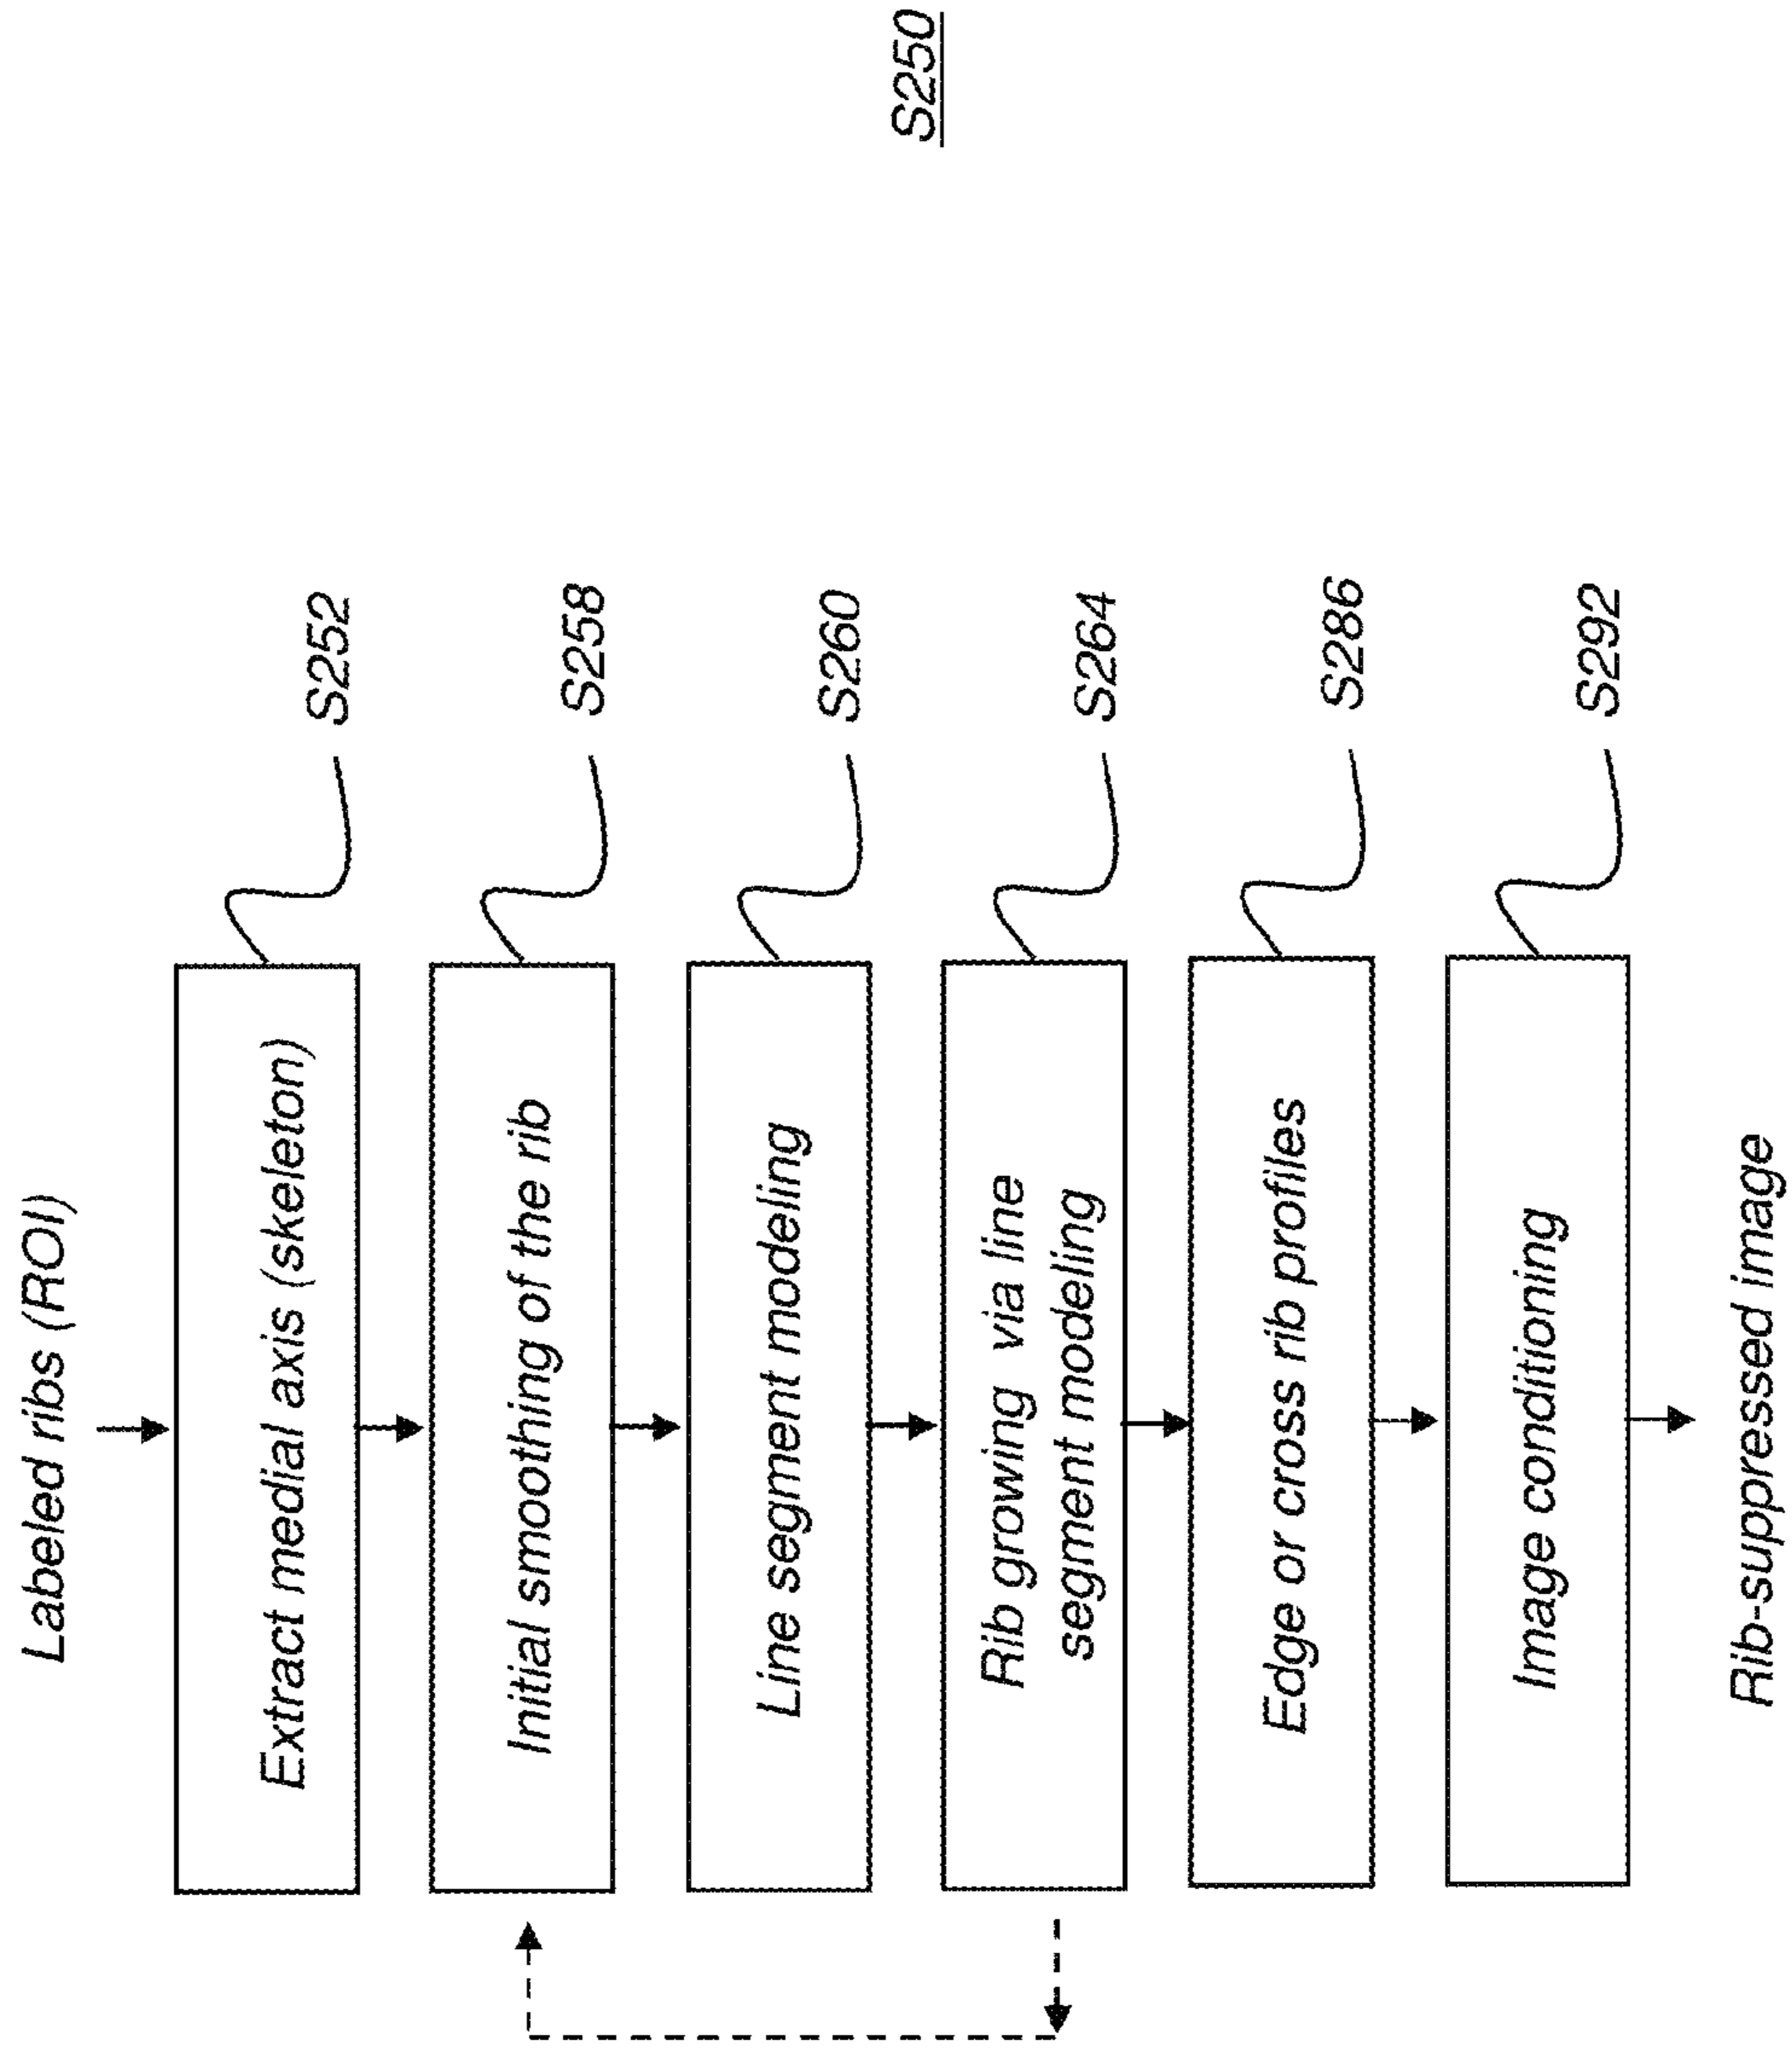 Labeled ribs (ROI)
Extract medial axis (skeleton)
S252
Initial smoothing of the rib
S258
Line segment modeling
S260
Rib growing via line
segment modeling
S264
Edge or cross rib profiles
S286
Image conditioning
S292
Rib-suppressed image
S250